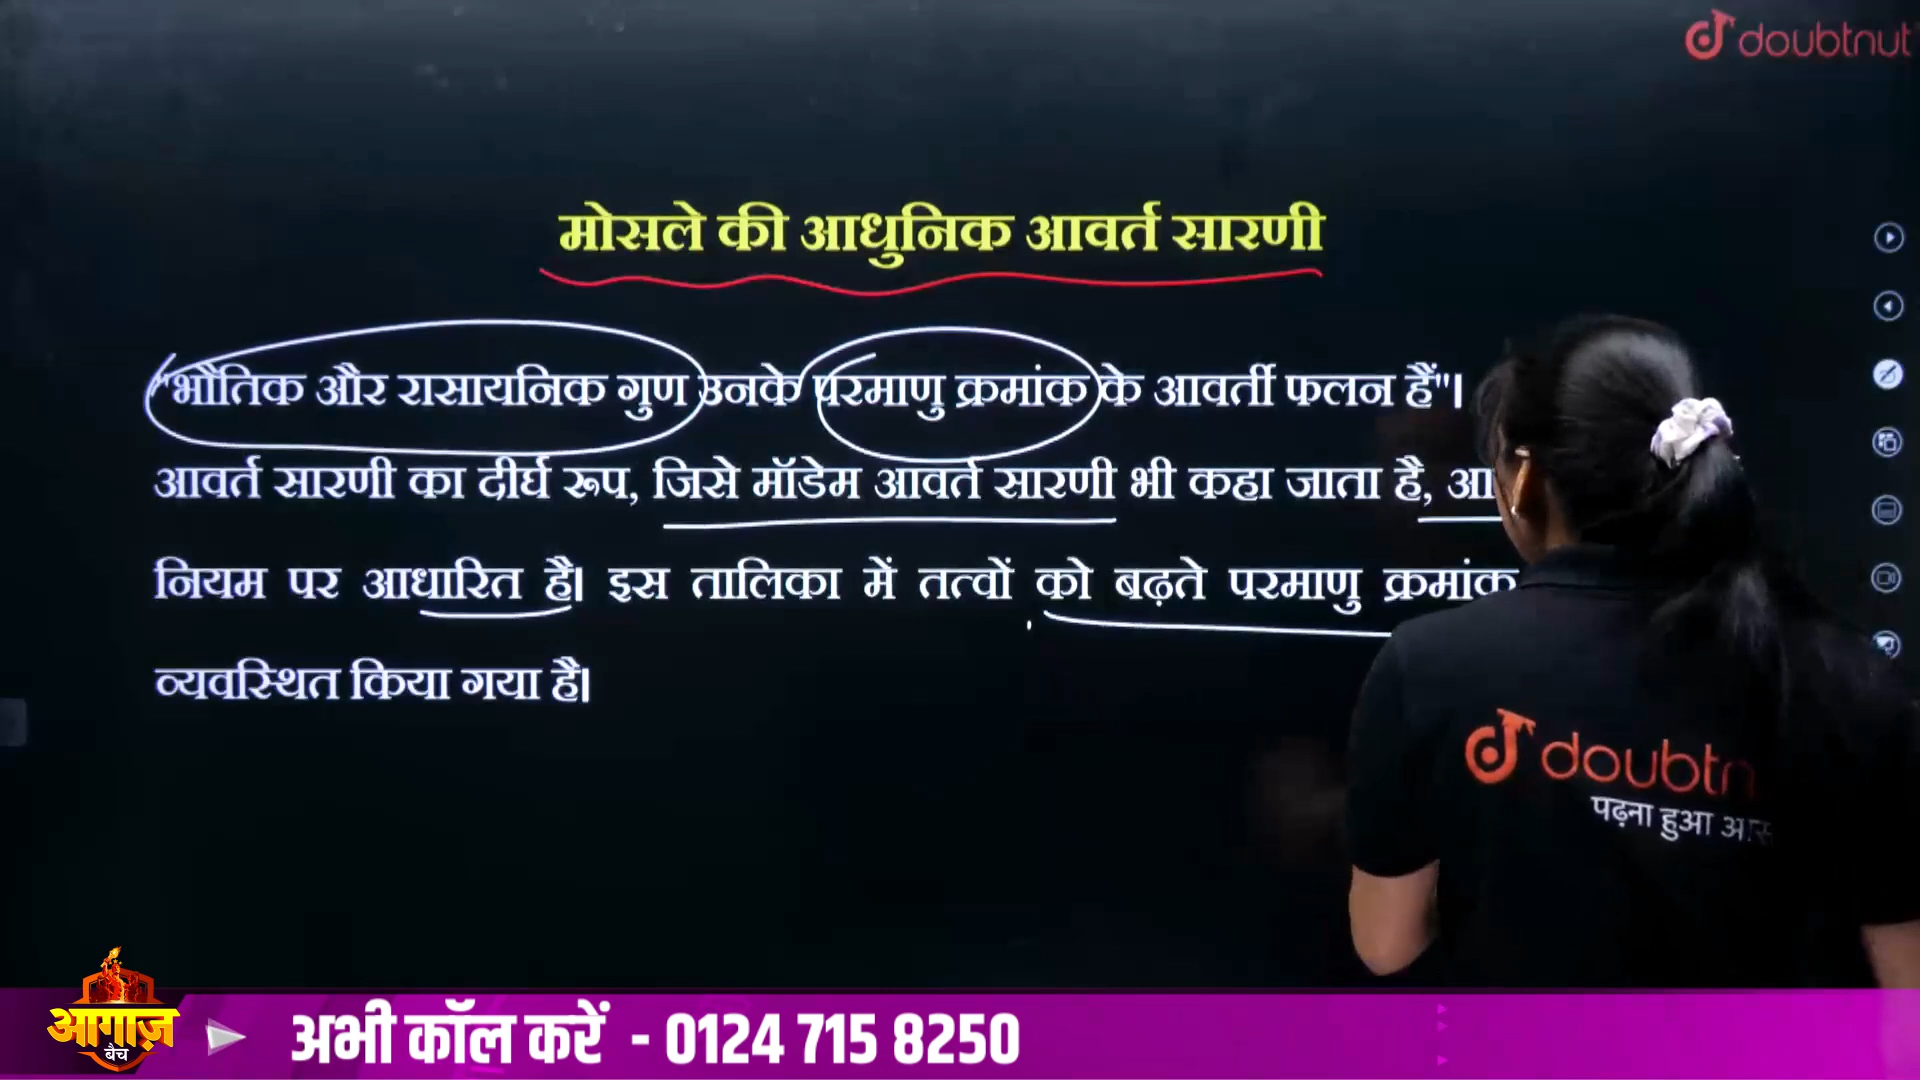 doubtnut
मोसले की आधुनिक आवर्त सारणी
"भौतिक और रासायनिक गुण उनके परमाणु क्रमांक के आवर्ती फलन हैं"।
आवर्त सारणी का दीर्घ रूप, जिसे मॉडेम आवर्त सारणी भी कहा जाता है,
नियम पर आधारित है। इस तालिका में तत्वों को बढ़ते परमाणु क्रमांक
व्यवस्थित किया गया है।
doubtn
पढ़ना हुआ
आगाज़
बैच
अभी कॉल करें - 0124 715 8250